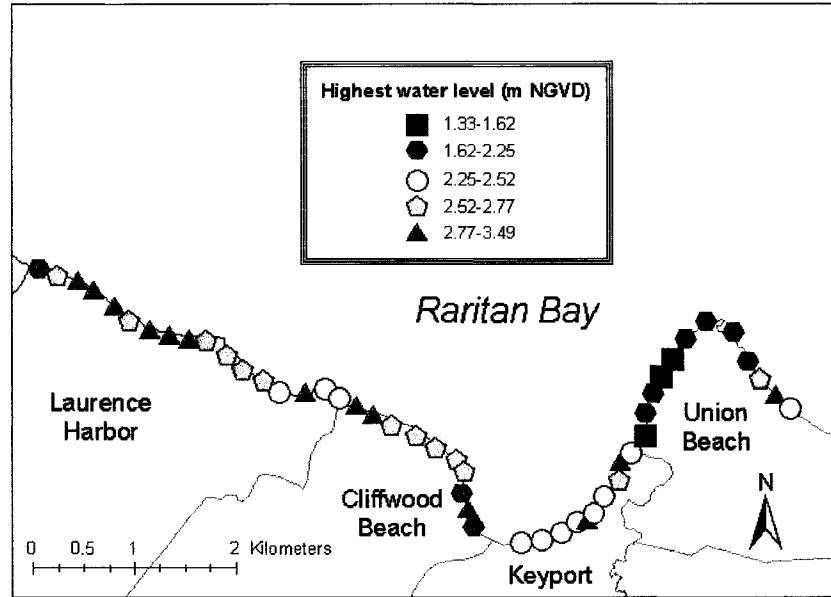 Highest water level (m NGVD)
1.33-1.62
1.62-2.25
2.25-2.52
2.52-2.77
2.77-3.49
Raritan Bay
Laurence
Harbor
Union
Beach
Cliffwood
Beach
Keyport
N
0 0.5 1 2 Kilometers